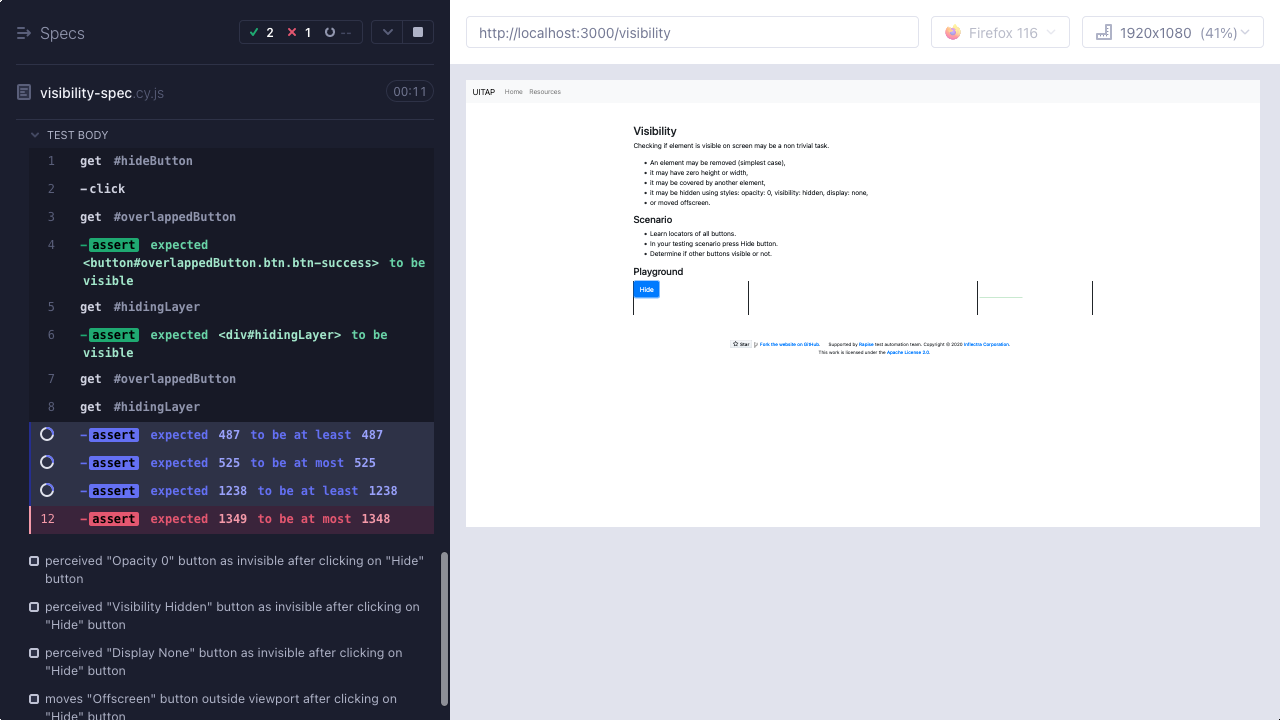 Specs
2
1
--
visibility-spec.cy.js
00:11
TEST BODY
1 get #hideButton
2 -click
3 get #overlappedButton
4 -assert expected
<button#overlappedButton.btn.btn-success> to be
visible
5 get #hidingLayer
6 -assert expected <div#hidingLayer> to be
visible
7 get #overlappedButton
8 get #hidingLayer
-assert expected 487 to be at least 487
-assert expected 525 to be at most 525
-assert expected 1238 to be at least 1238
12 -assert expected 1349 to be at most 1348
perceived "Opacity 0" button as invisible after clicking on "Hide"
button
perceived "Visibility Hidden" button as invisible after clicking on
"Hide" button
perceived "Display None" button as invisible after clicking on
"Hide" button
moves "Offscreen" button outside viewport after clicking on
"Hide" button
http://localhost:3000/visibility
Firefox 116
1920x1080 (41%)
UITAP Home Resources
Visibility
Checking if element is visible on screen may be a non trivial task.
• An element may be removed (simplest case),
• it may have zero height or width,
• it may be covered by another element,
• it may be hidden using styles: opacity: 0, visibility: hidden, display: none,
• or moved offscreen.
Scenario
• Learn locators of all buttons.
• In your testing scenario press Hide button.
• Determine if other buttons visible or not.
Playground
Hide
Star Fork the website on GitHub. Supported by Rapise test automation team. Copyright © 2020 Inflectra Corporation.
This work is licensed under the Apache License 2.0.